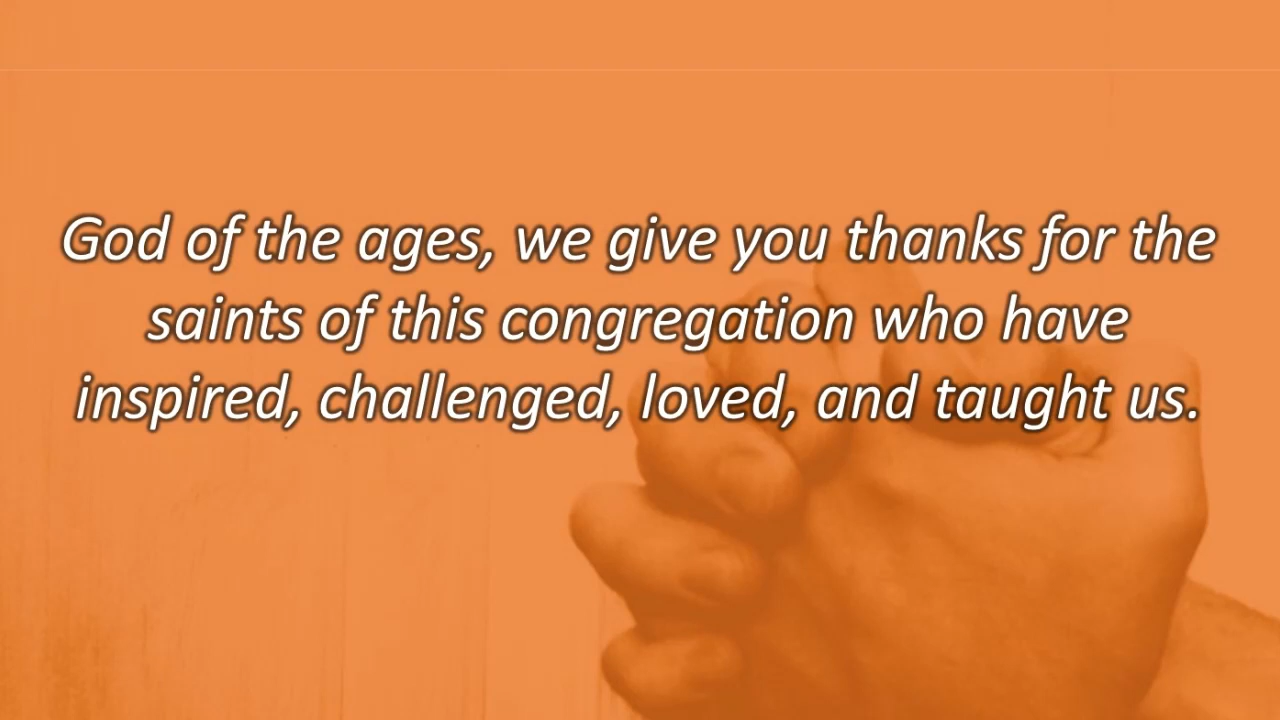 God of the ages, we give you thanks for the
saints of this congregation who have
inspired, challenged, loved, and taught us.